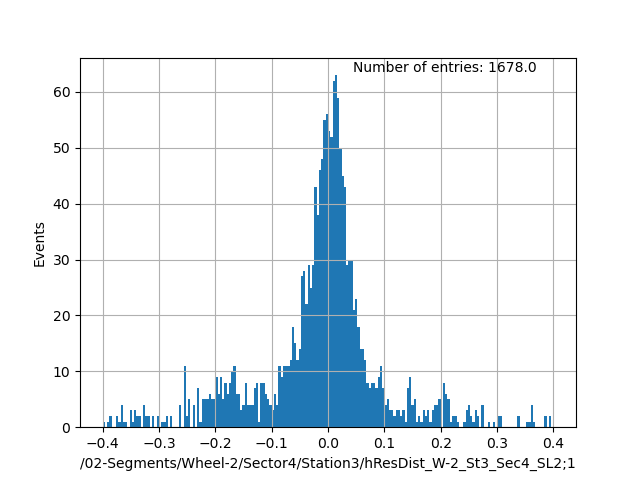 Number of entries: 1678.0
60
50
40
30
20
10
0
Events
−0.4 −0.3 −0.2 −0.1 0.0 0.1 0.2 0.3 0.4
/02-Segments/Wheel-2/Sector4/Station3/hResDist_W-2_St3_Sec4_SL2;1